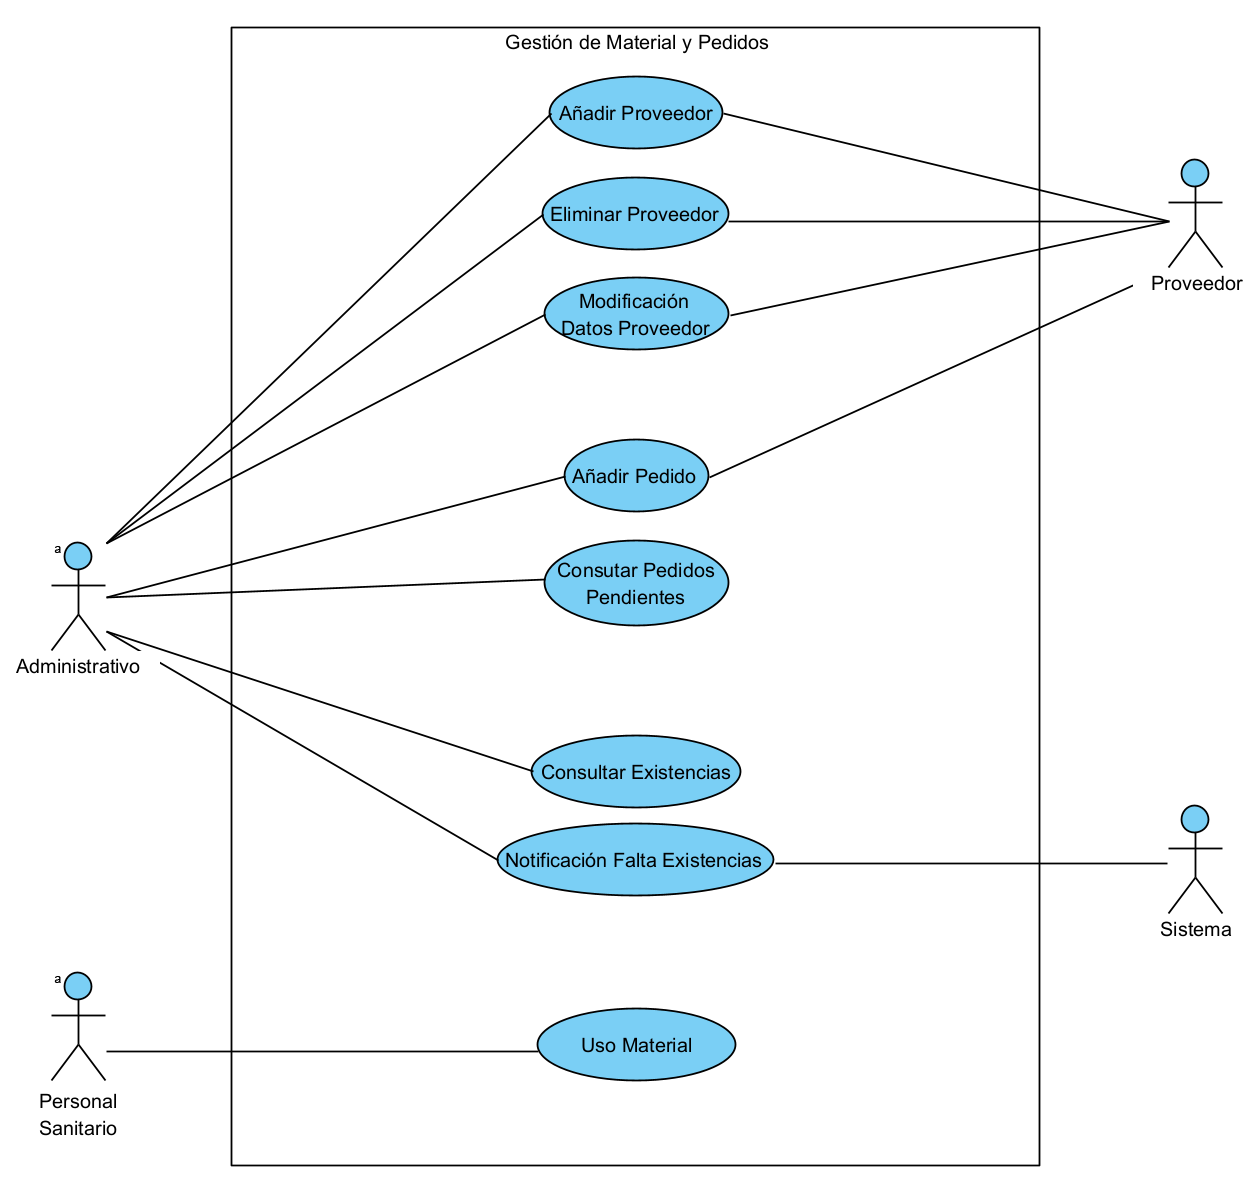 Gestión de Material y Pedidos
Añadir Proveedor
Eliminar Proveedor
Proveedor
Modificación
Datos Proveedor
Añadir Pedido
a
Consutar Pedidos
Pendientes
Administrativo
Consultar Existencias
Notificación Falta Existencias
Sistema
a
Uso Material
Personal
Sanitario